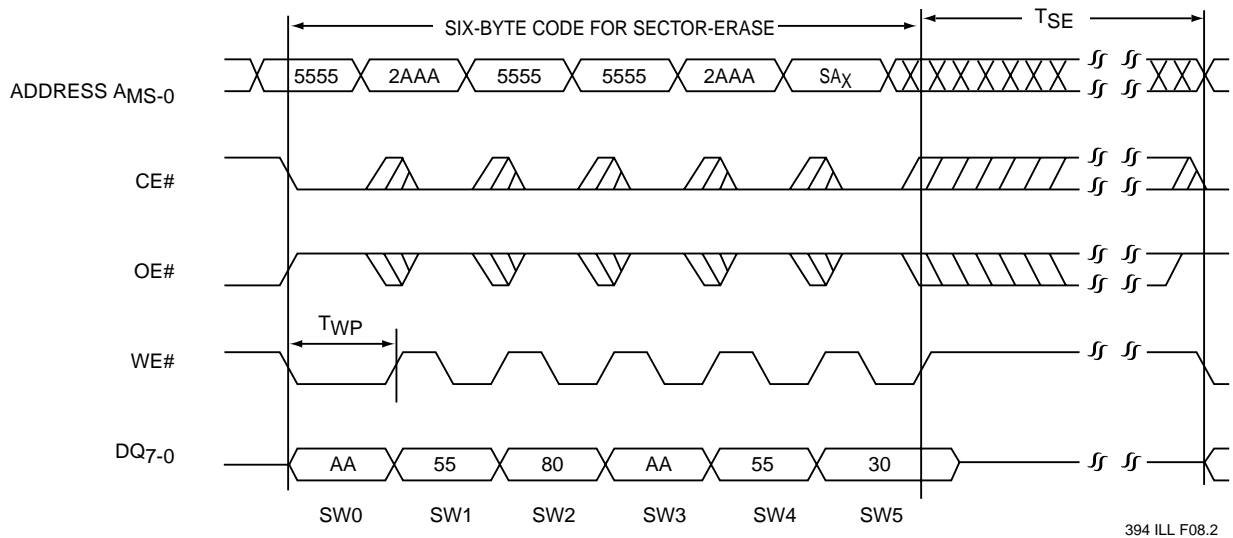 SIX-BYTE CODE FOR SECTOR-ERASE
TSE
ADDRESS AMS-0
5555 2AAA 5555 5555 2AAA SAX
CE#
OE#
TWP
WE#
DQ7-0
AA 55 80 AA 55 30
SW0 SW1 SW2 SW3 SW4 SW5
394 ILL F08.2